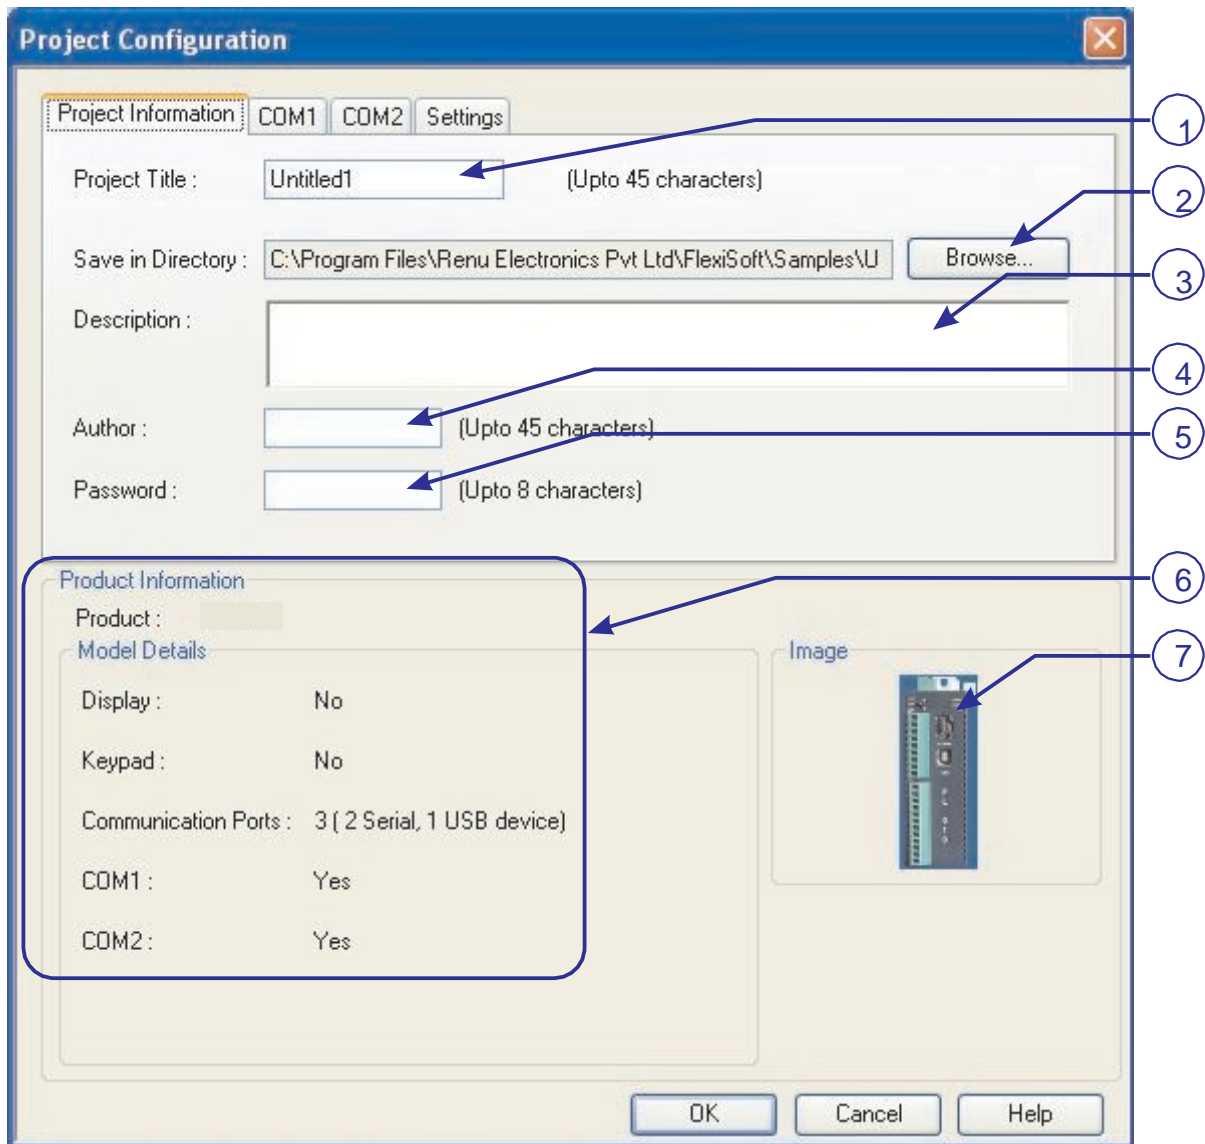 Project Configuration
Project Information COM1 COM2 Settings
1
Project Title : Untitled1 (Upto 45 characters)
2
Save in Directory : C:\Program Files\Renu Electronics Pvt Ltd\FlexiSoft\Samples\U Browse...
3
Description :
4
Author : (Upto 45 characters)
5
Password : (Upto 8 characters)
Product Information
6
Product :
Model Details
Image
7
Display : No
Keypad : No
Communication Ports : 3 ( 2 Serial, 1 USB device)
COM1 : Yes
COM2 : Yes
OK Cancel Help